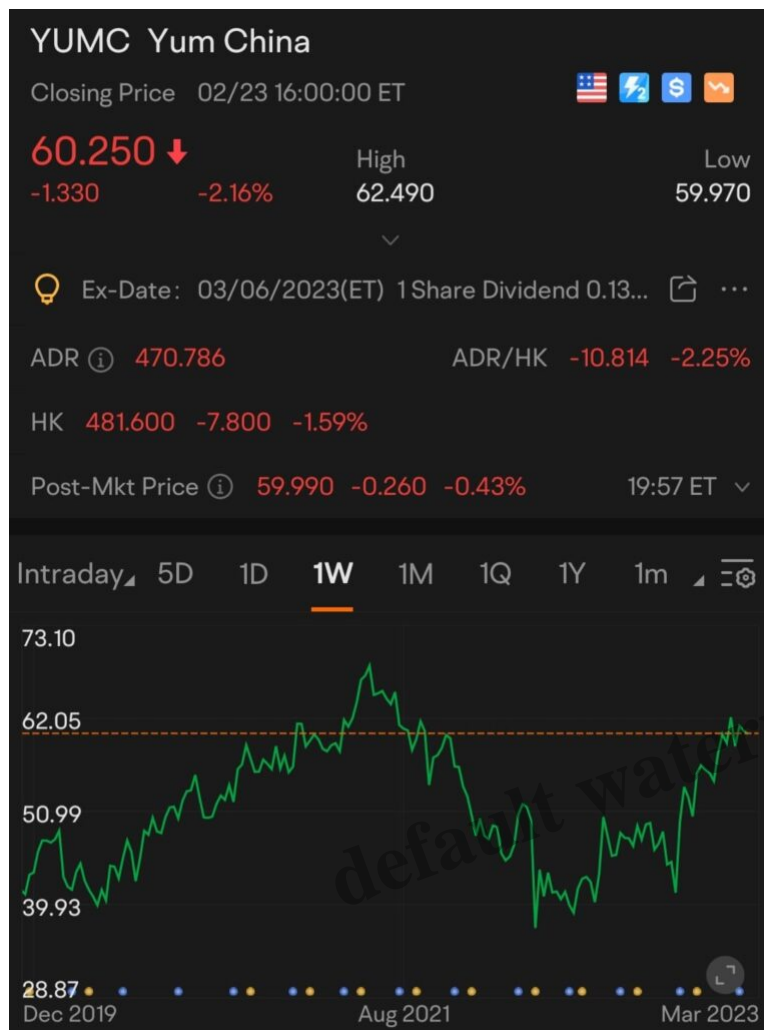 YUMC Yum China
Closing Price 02/23 16:00:00 ET
60.250
High
Low
-1.330 -2.16% 62.490 59.970
Ex-Date: 03/06/2023(ET) 1 Share Dividend 0.13...
ADR 470.786 ADR/HK -10.814 -2.25%
HK 481.600 -7.800 -1.59%
Post-Mkt Price 59.990 -0.260 -0.43% 19:57 ET
Intraday 5D 1D 1W 1M 1Q 1Y 1m
73.10
62.05
50.99
39.93
28.87
Dec 2019 Aug 2021 Mar 2023
default water